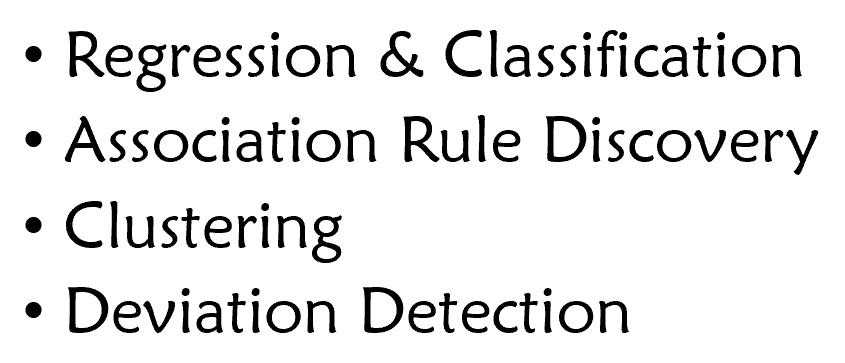 • Regression & Classification
• Association Rule Discovery
• Clustering
• Deviation Detection